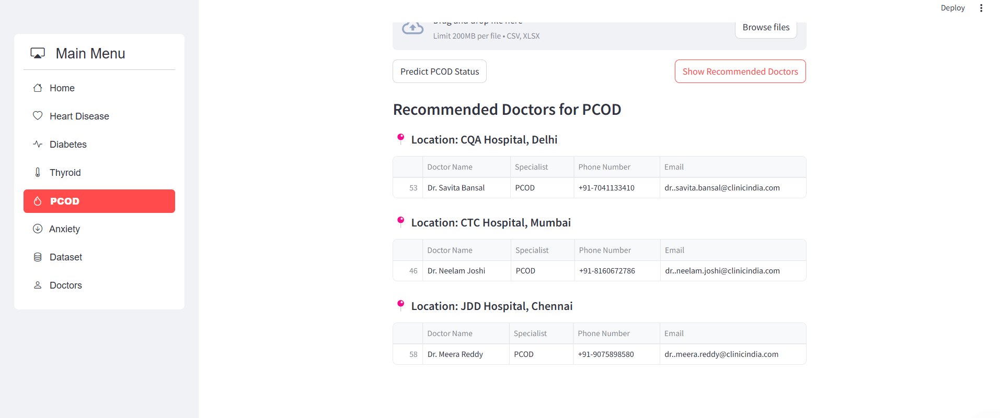 Deploy
Main Menu
Home
Heart Disease
Diabetes
Thyroid
PCOD
Anxiety
Dataset
Doctors
Drag and drop file here
Limit 200MB per file • CSV, XLSX
Browse files
Predict PCOD Status
Show Recommended Doctors
Recommended Doctors for PCOD
Location: CQA Hospital, Delhi
Doctor Name Specialist Phone Number Email
53 Dr. Savita Bansal PCOD +91-7041133410 dr..savita.bansal@clinicindia.com
Location: CTC Hospital, Mumbai
Doctor Name Specialist Phone Number Email
46 Dr. Neelam Joshi PCOD +91-8160672786 dr..neelam.joshi@clinicindia.com
Location: JDD Hospital, Chennai
Doctor Name Specialist Phone Number Email
58 Dr. Meera Reddy PCOD +91-9075898580 dr..meera.reddy@clinicindia.com